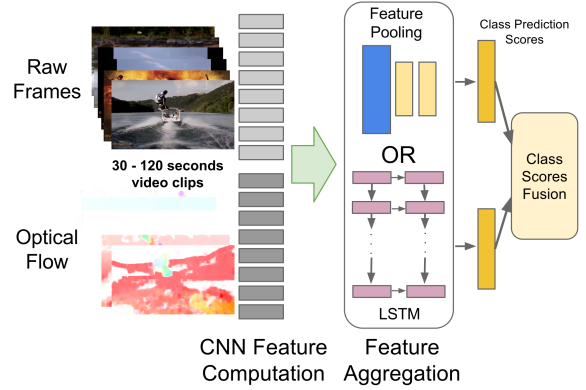 Raw
Frames
30 - 120 seconds
video clips
Optical
Flow
CNN Feature
Computation
Feature
Pooling
OR
LSTM
Feature
Aggregation
Class Prediction
Scores
Class
Scores
Fusion